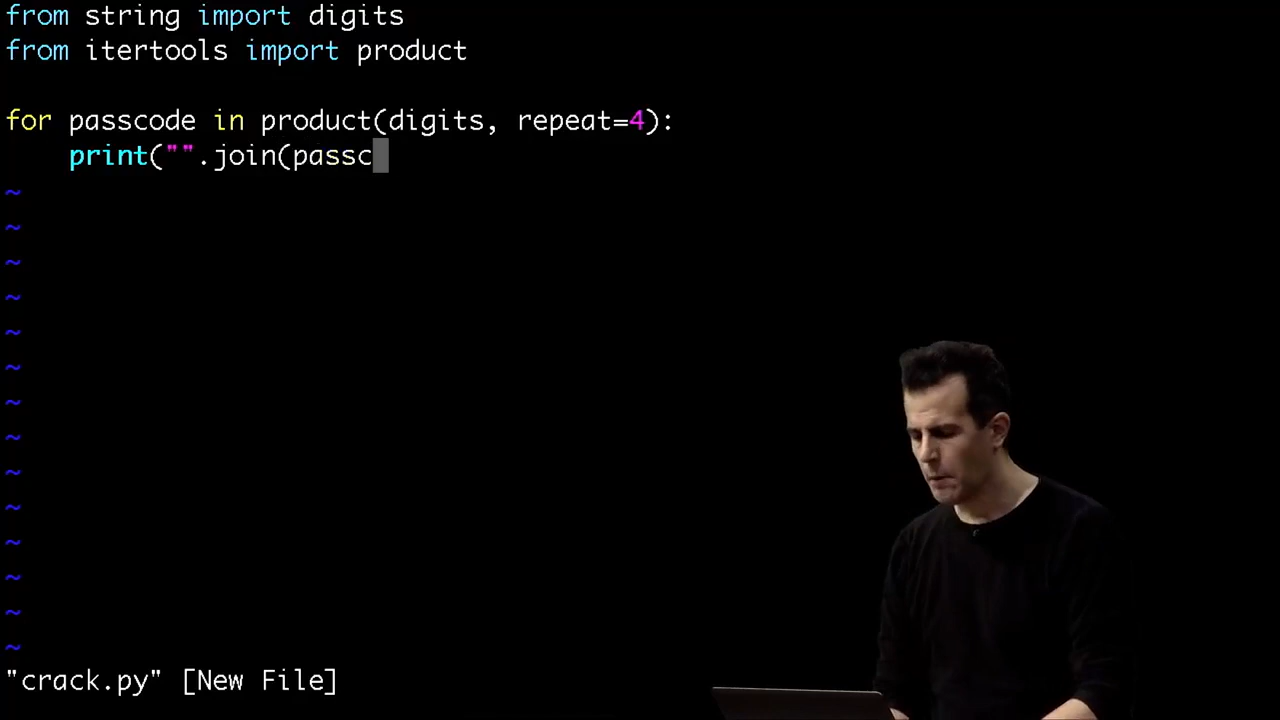 from string import digits
from itertools import product
for passcode in product(digits, repeat=4):
print("".join(passc
~
~
~
~
~
~
~
~
~
~
~
~
~
~
"crack.py" [New File]